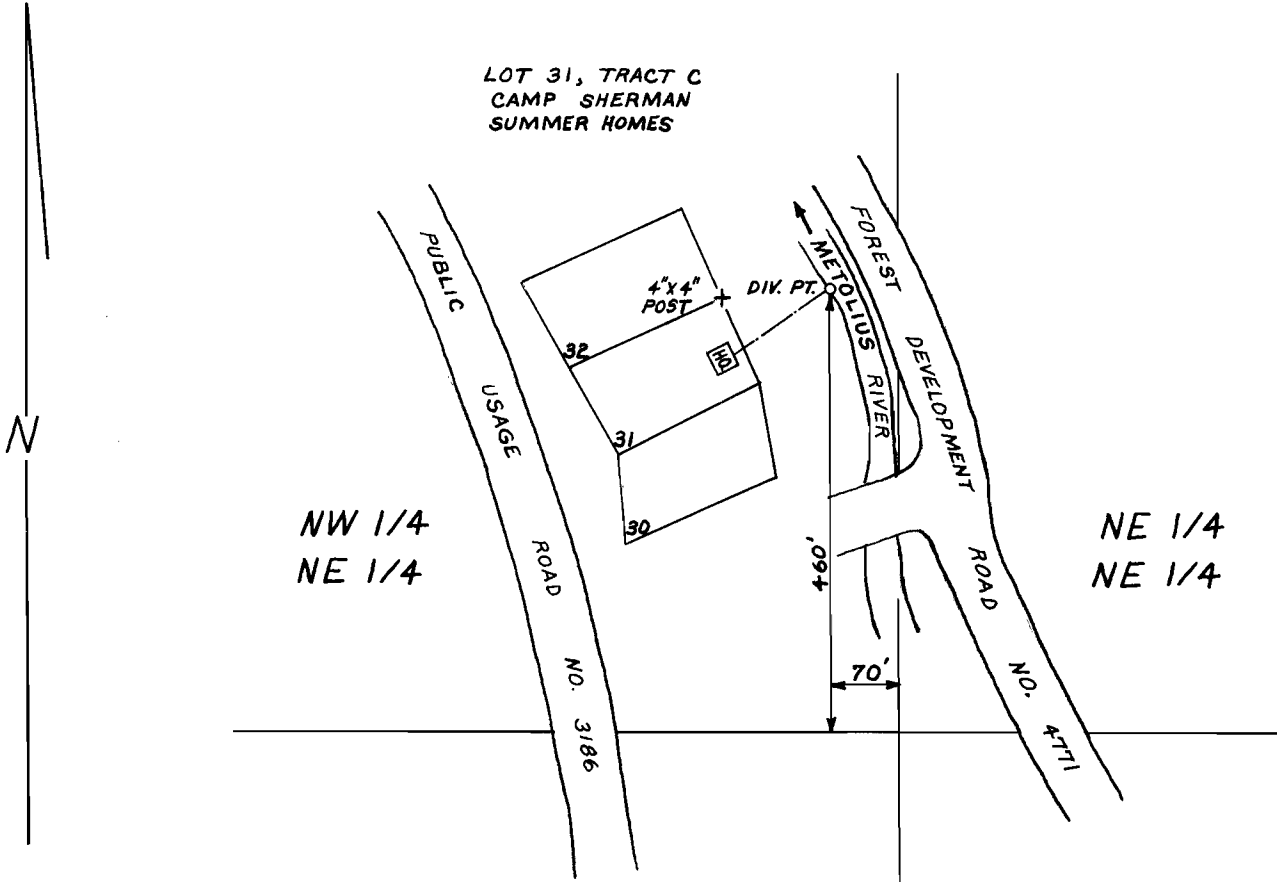 LOT 31, TRACT C
CAMP SHERMAN
SUMMER HOMES
N
PUBLIC USAGE ROAD NO. 3186
4"X4"
POST
DIV. PT.
METOLIUS RIVER
FOREST DEVELOPMENT ROAD NO. 4771
32
HO
31
30
NW 1/4
NE 1/4
460'
70'
NE 1/4
NE 1/4